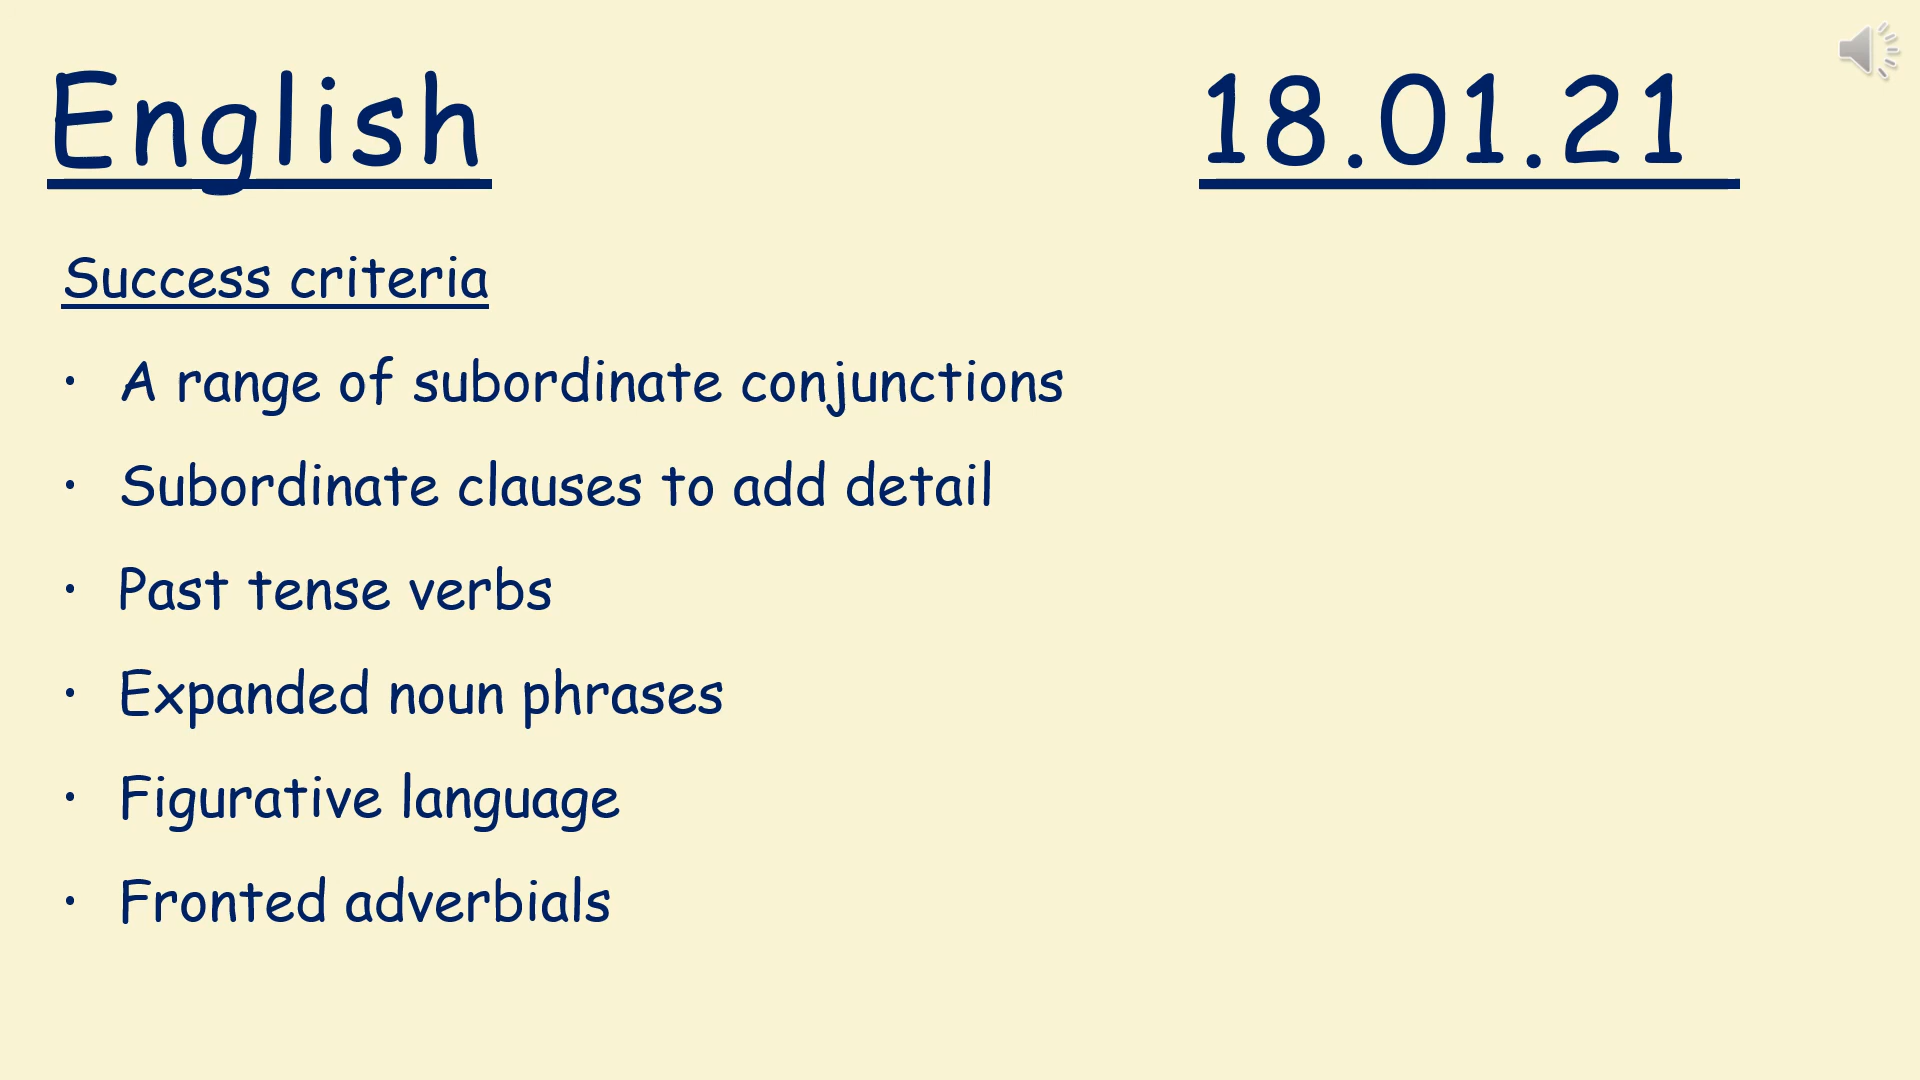 English 18.01.21
Success criteria
• A range of subordinate conjunctions
• Subordinate clauses to add detail
• Past tense verbs
• Expanded noun phrases
• Figurative language
• Fronted adverbials